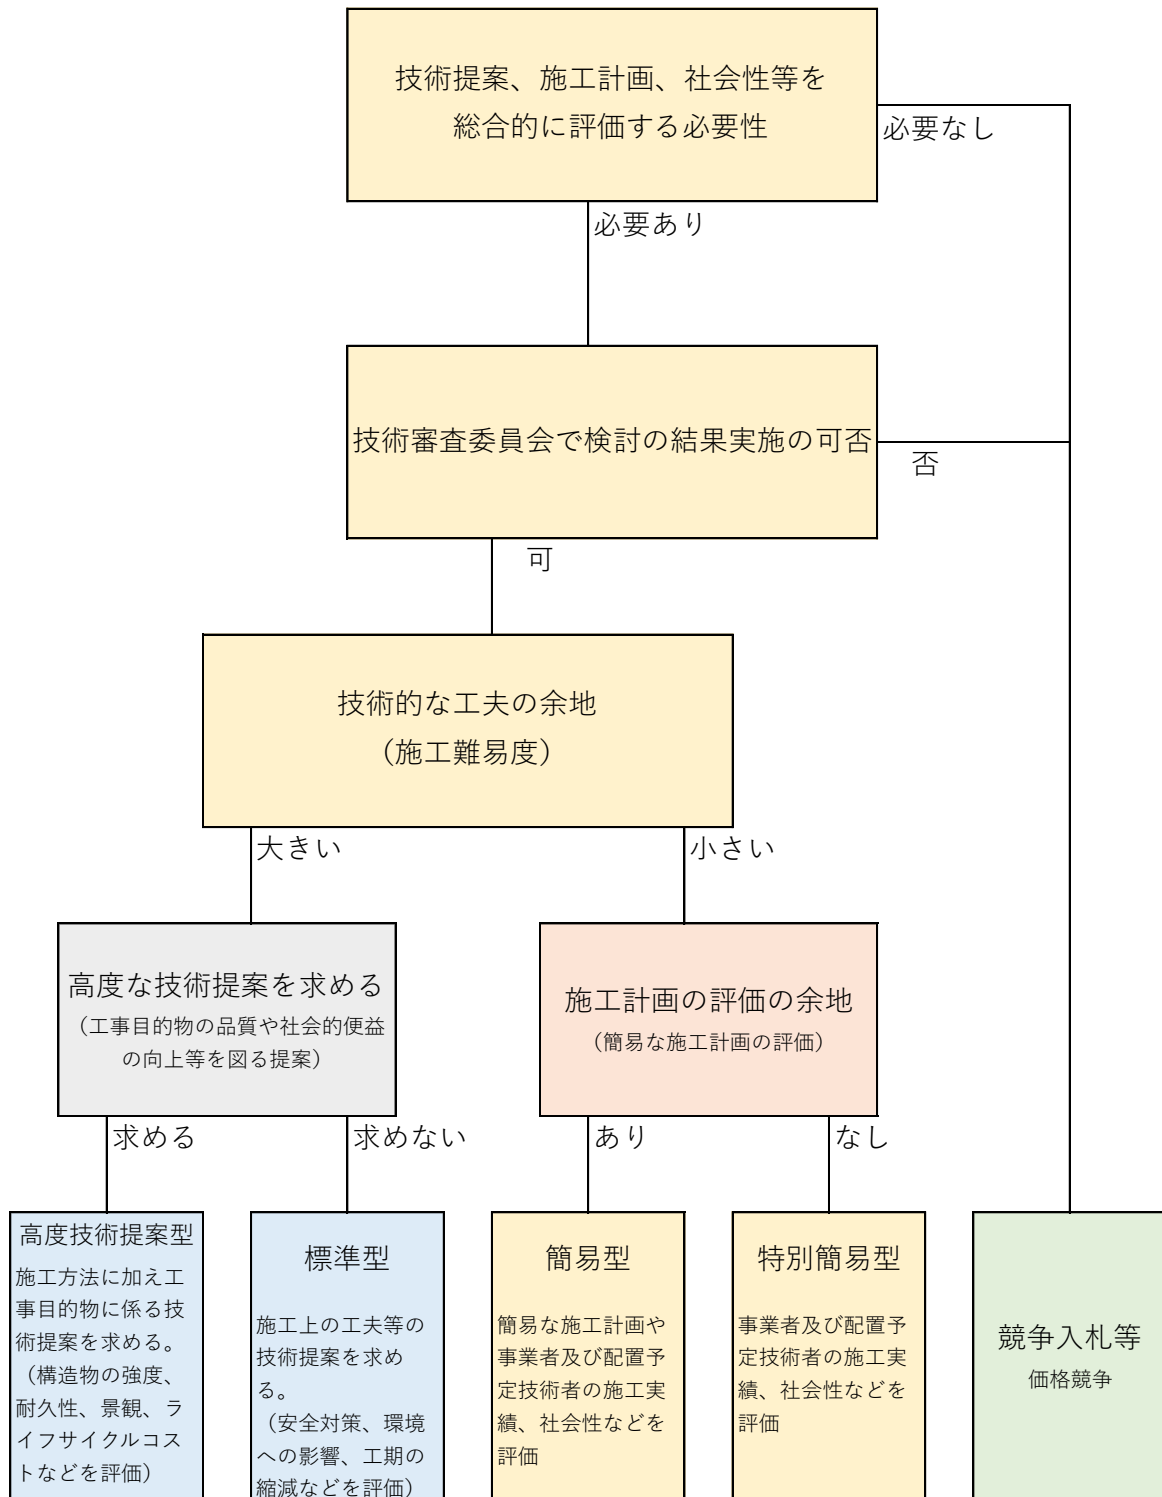 技術提案、施工計画、社会性等を
総合的に評価する必要性
必要なし
必要あり
技術審査委員会で検討の結果実施の可否
否
可
技術的な工夫の余地
（施工難易度）
大きい
小さい
高度な技術提案を求める
（工事目的物の品質や社会的便益
の向上等を図る提案）
施工計画の評価の余地
（簡易な施工計画の評価）
求める
求めない
あり
なし
高度技術提案型
施工方法に加え工
事目的物に係る技
術提案を求める。
（構造物の強度、
耐久性、景観、ラ
イフサイクルコス
トなどを評価）
標準型
施工上の工夫等の
技術提案を求め
る。
（安全対策、環境
への影響、工期の
縮減などを評価）
簡易型
簡易な施工計画や
事業者及び配置予
定技術者の施工実
績、社会性などを
評価
特別簡易型
事業者及び配置予
定技術者の施工実
績、社会性などを
評価
競争入札等
価格競争